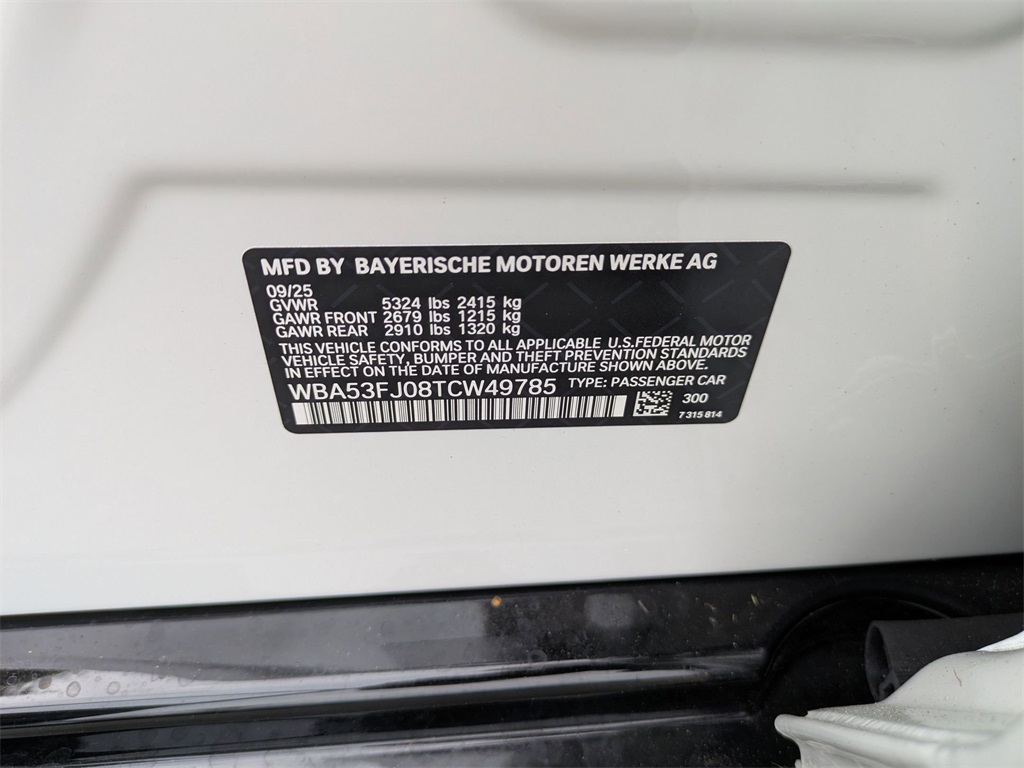 MFD BY BAYERISCHE MOTOREN WERKE AG
09/25
GVWR 5324 lbs 2415 kg
GAWR FRONT 2679 lbs 1215 kg
GAWR REAR 2910 lbs 1320 kg
THIS VEHICLE CONFORMS TO ALL APPLICABLE U.S.FEDERAL MOTOR
VEHICLE SAFETY, BUMPER AND THEFT PREVENTION STANDARDS
IN EFFECT ON THE DATE OF MANUFACTURE SHOWN ABOVE.
WBA53FJ08TCW49785 TYPE: PASSENGER CAR
300
7 315 814